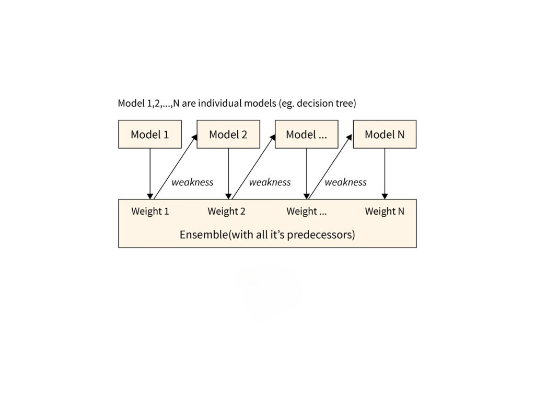 Model 1,2,...,N are individual models (eg. decision tree)
Model 1 Model 2 Model ... Model N
weakness weakness weakness
Weight 1 Weight 2 Weight ... Weight N
Ensemble(with all it's predecessors)